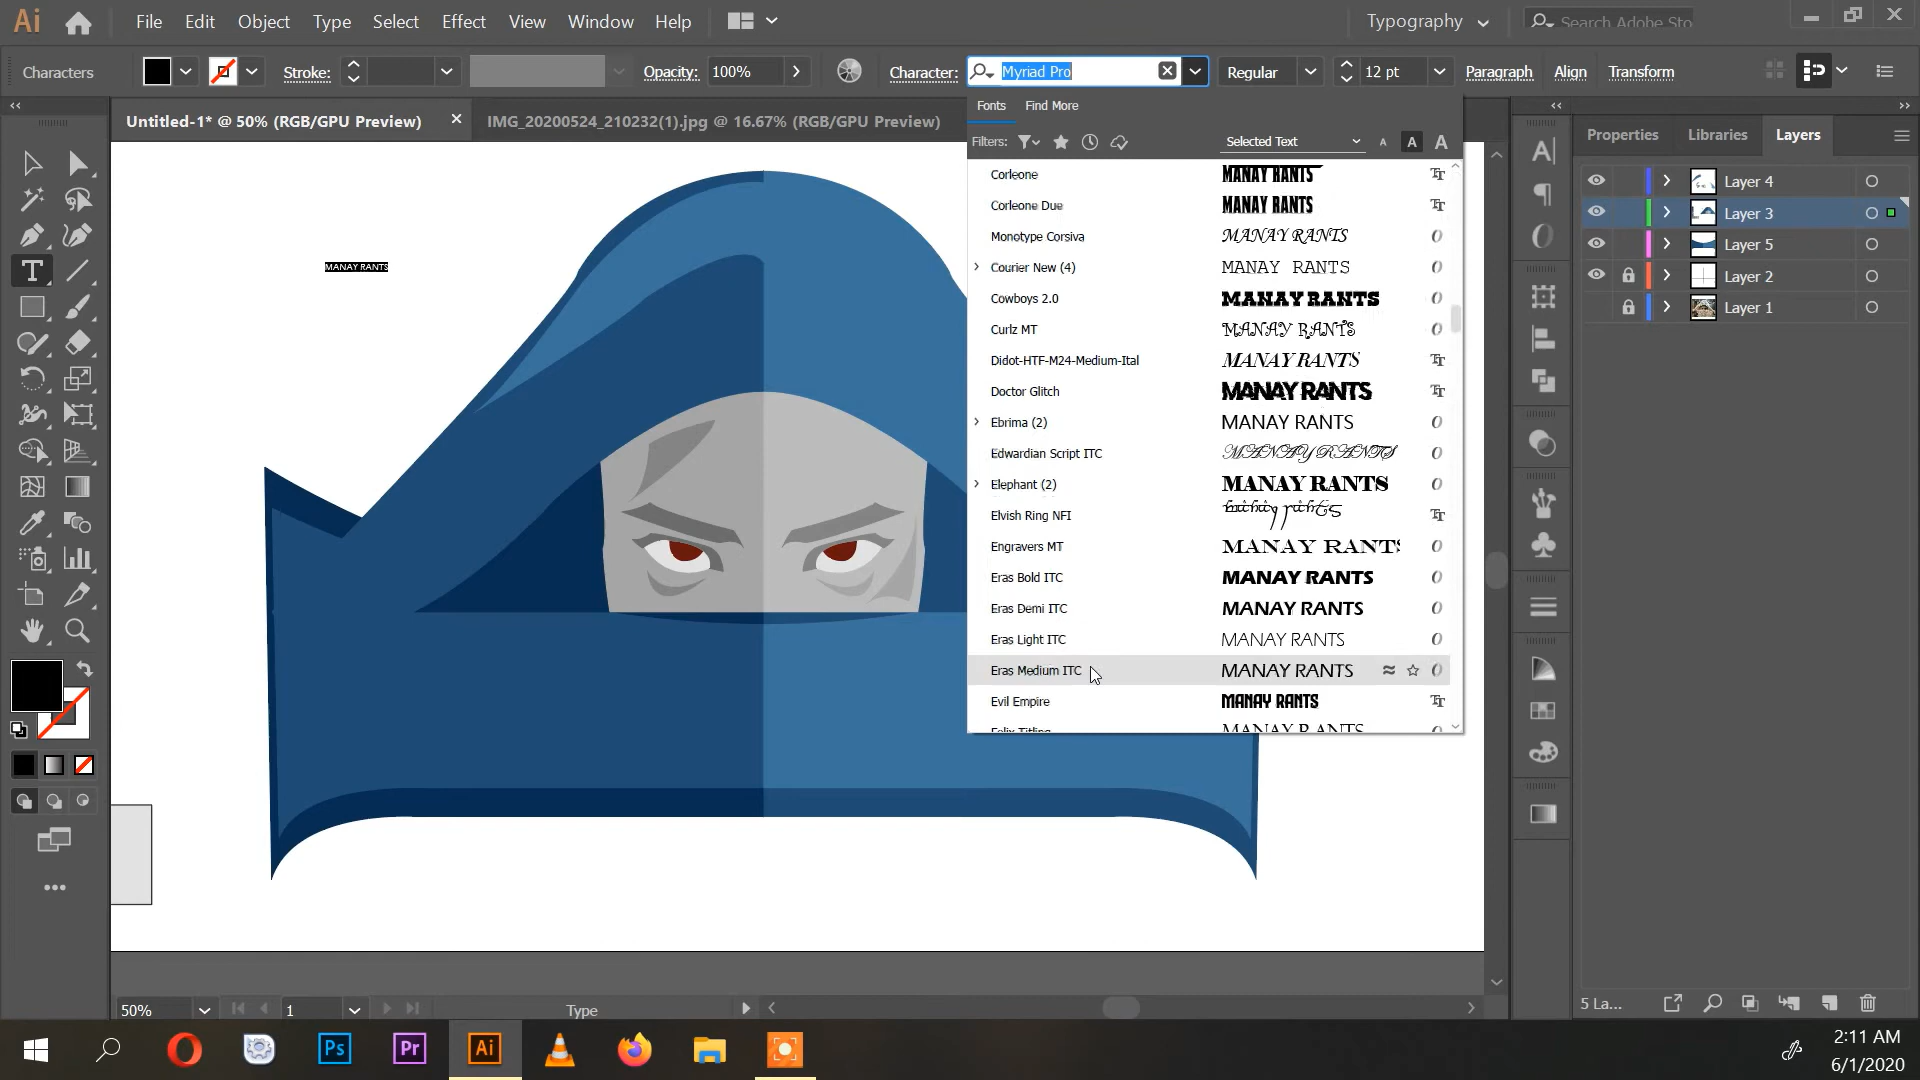 Ai File Edit Object Type Select Effect View Window Help Typography Search Adobe Sto
Characters Stroke: Opacity: 100% Character: Myriad Pro Regular 12 pt Paragraph Align Transform
Untitled-1* @ 50% (RGB/GPU Preview) IMG_20200524_210232(1).jpg @ 16.67% (RGB/GPU Preview)
Fonts Find More
Filters: Selected Text A A A
Corleone MANAY RANTS
Corleone Due MANAY RANTS
Monotype Corsiva MANAY RANTS
Courier New (4) MANAY RANTS
Cowboys 2.0 MANAY RANTS
Curlz MT MANAY RANTS
Didot-HTF-M24-Medium-Ital MANAY RANTS
Doctor Glitch MANAY RANTS
Ebrima (2) MANAY RANTS
Edwardian Script ITC MANAY RANTS
Elephant (2) MANAY RANTS
Elvish Ring NFI
Engravers MT MANAY RANTS
Eras Bold ITC MANAY RANTS
Eras Demi ITC MANAY RANTS
Eras Light ITC MANAY RANTS
Eras Medium ITC MANAY RANTS
Evil Empire MANAY RANTS
Felix Titling MANAY RANTS
MANAY RANTS
Properties Libraries Layers
Layer 4
Layer 3
Layer 5
Layer 2
Layer 1
5 La...
50% 1 Type
Ps Pr Ai
2:11 AM
6/1/2020